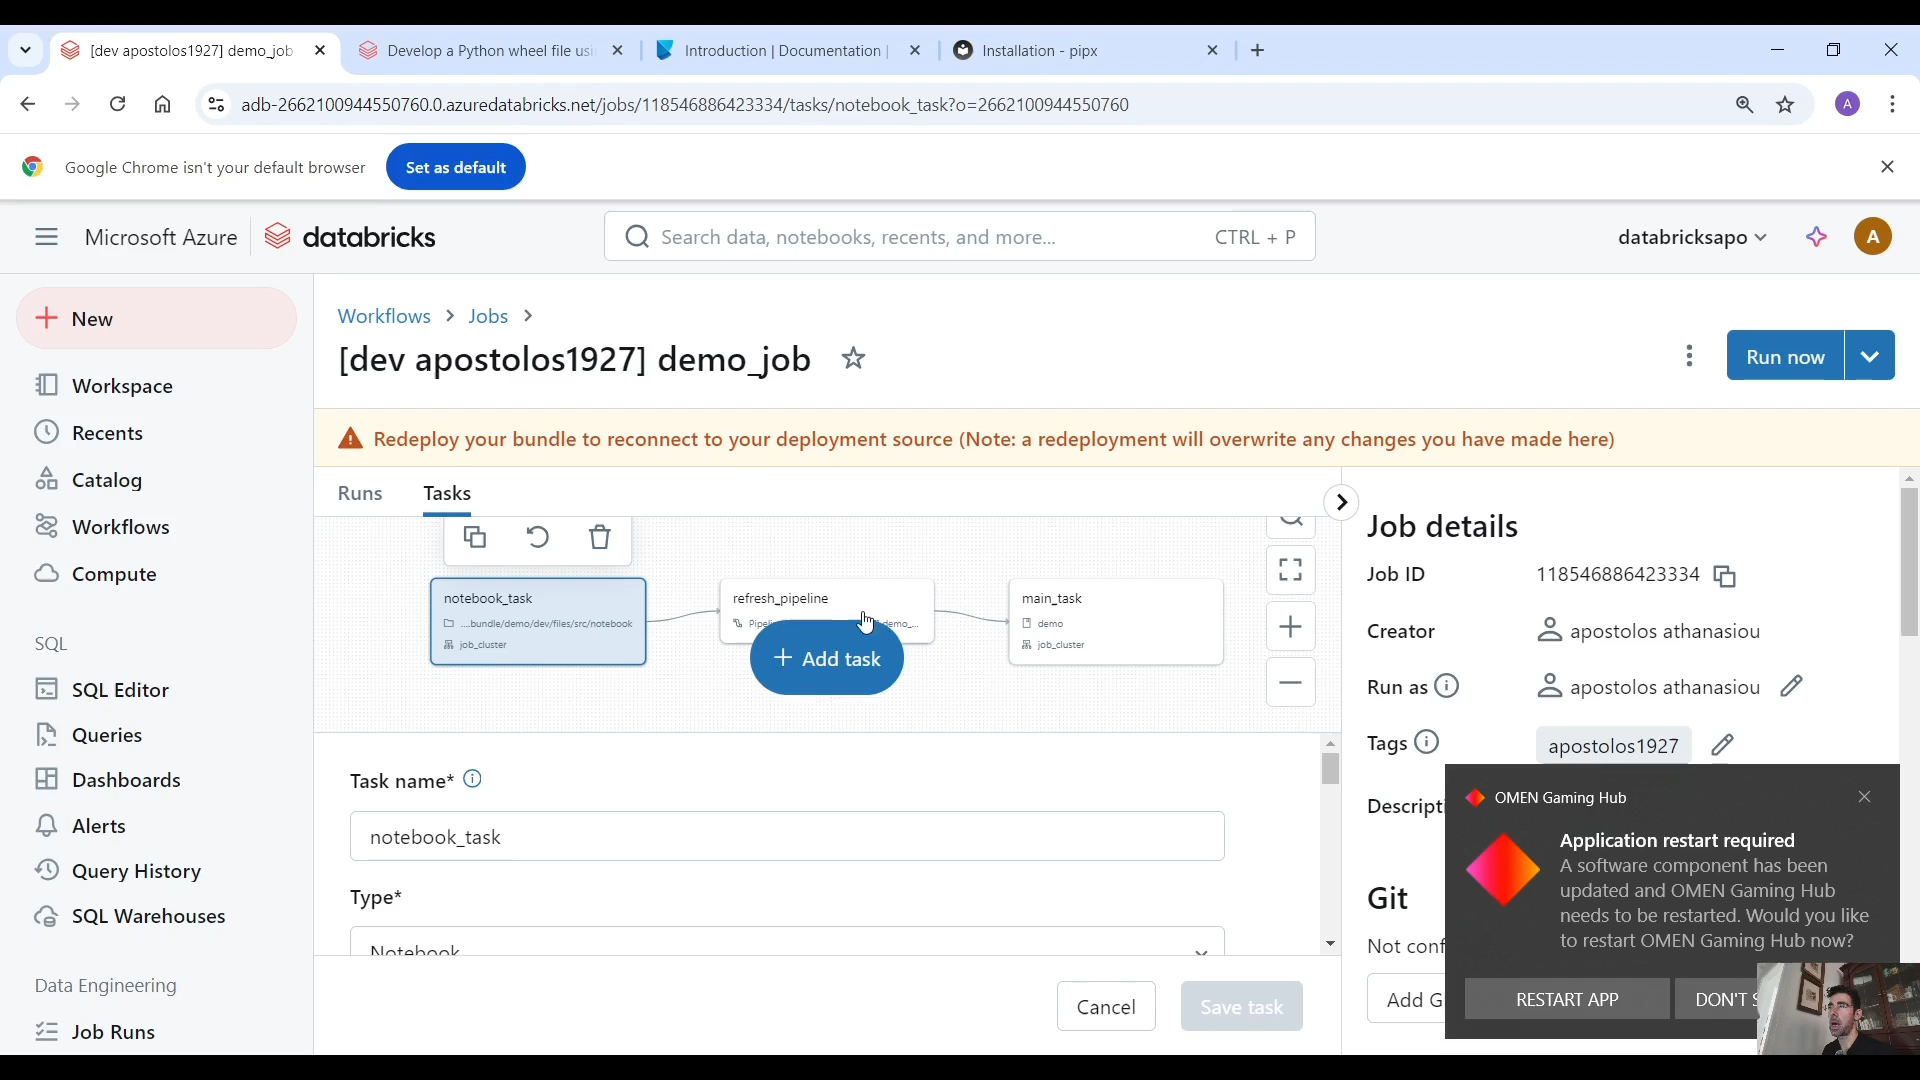 [dev apostolos1927] demo_job
Develop a Python wheel file usi
Introduction | Documentation |
Installation - pipx
adb-2662100944550760.0.azuredatabricks.net/jobs/118546886423334/tasks/notebook_task?o=2662100944550760
A
Google Chrome isn't your default browser
Set as default
Microsoft Azure
databricks
Search data, notebooks, recents, and more...
CTRL + P
databricksapo
A
New
Workspace
Recents
Catalog
Workflows
Compute
SQL
SQL Editor
Queries
Dashboards
Alerts
Query History
SQL Warehouses
Data Engineering
Job Runs
Workflows
Jobs
[dev apostolos1927] demo_job
Run now
Redeploy your bundle to reconnect to your deployment source (Note: a redeployment will overwrite any changes you have made here)
Runs
Tasks
notebook_task
...bundle/demo/dev/files/src/notebook
job_cluster
refresh_pipeline
demo_...
Add task
main_task
demo
job_cluster
Task name*
notebook_task
Type*
Notebook
Cancel
Save task
Job details
Job ID
118546886423334
Creator
apostolos athanasiou
Run as
apostolos athanasiou
Tags
apostolos1927
Descripti
Git
Not conf
Add G
OMEN Gaming Hub
Application restart required
A software component has been
updated and OMEN Gaming Hub
needs to be restarted. Would you like
to restart OMEN Gaming Hub now?
RESTART APP
DON'T S